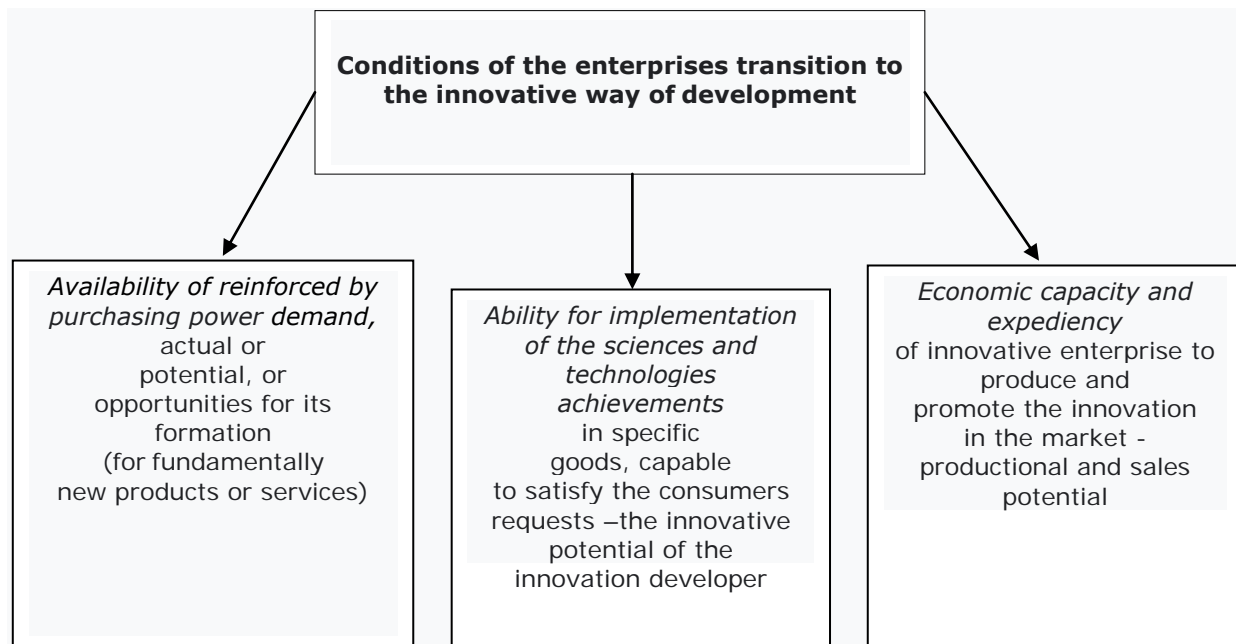 Conditions of the enterprises transition to
the innovative way of development
Availability of reinforced by
purchasing power demand,
actual or
potential, or
opportunities for its
formation
(for fundamentally
new products or services)
Ability for implementation
of the sciences and
technologies
achievements
in specific
goods, capable
to satisfy the consumers
requests –the innovative
potential of the
innovation developer
Economic capacity and
expediency
of innovative enterprise to
produce and
promote the innovation
in the market -
productional and sales
potential